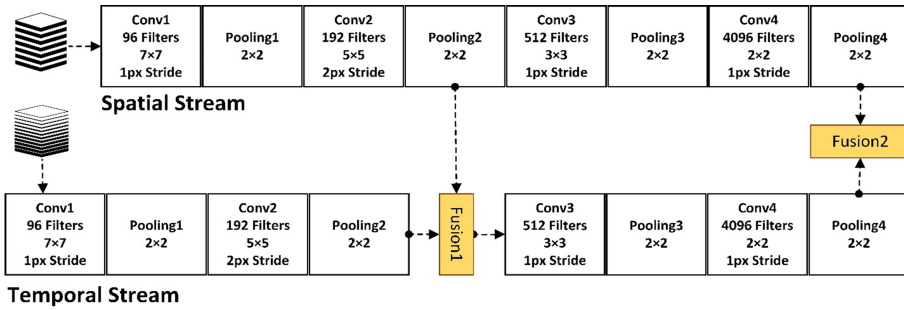 Conv1
96 Filters
7×7
1px Stride
Pooling1
2×2
Conv2
192 Filters
5×5
2px Stride
Pooling2
2×2
Conv3
512 Filters
3×3
1px Stride
Pooling3
2×2
Conv4
4096 Filters
2×2
1px Stride
Pooling4
2×2
Spatial Stream
Fusion2
Conv1
96 Filters
7×7
1px Stride
Pooling1
2×2
Conv2
192 Filters
5×5
2px Stride
Pooling2
2×2
Fusion1
Conv3
512 Filters
3×3
1px Stride
Pooling3
2×2
Conv4
4096 Filters
2×2
1px Stride
Pooling4
2×2
Temporal Stream